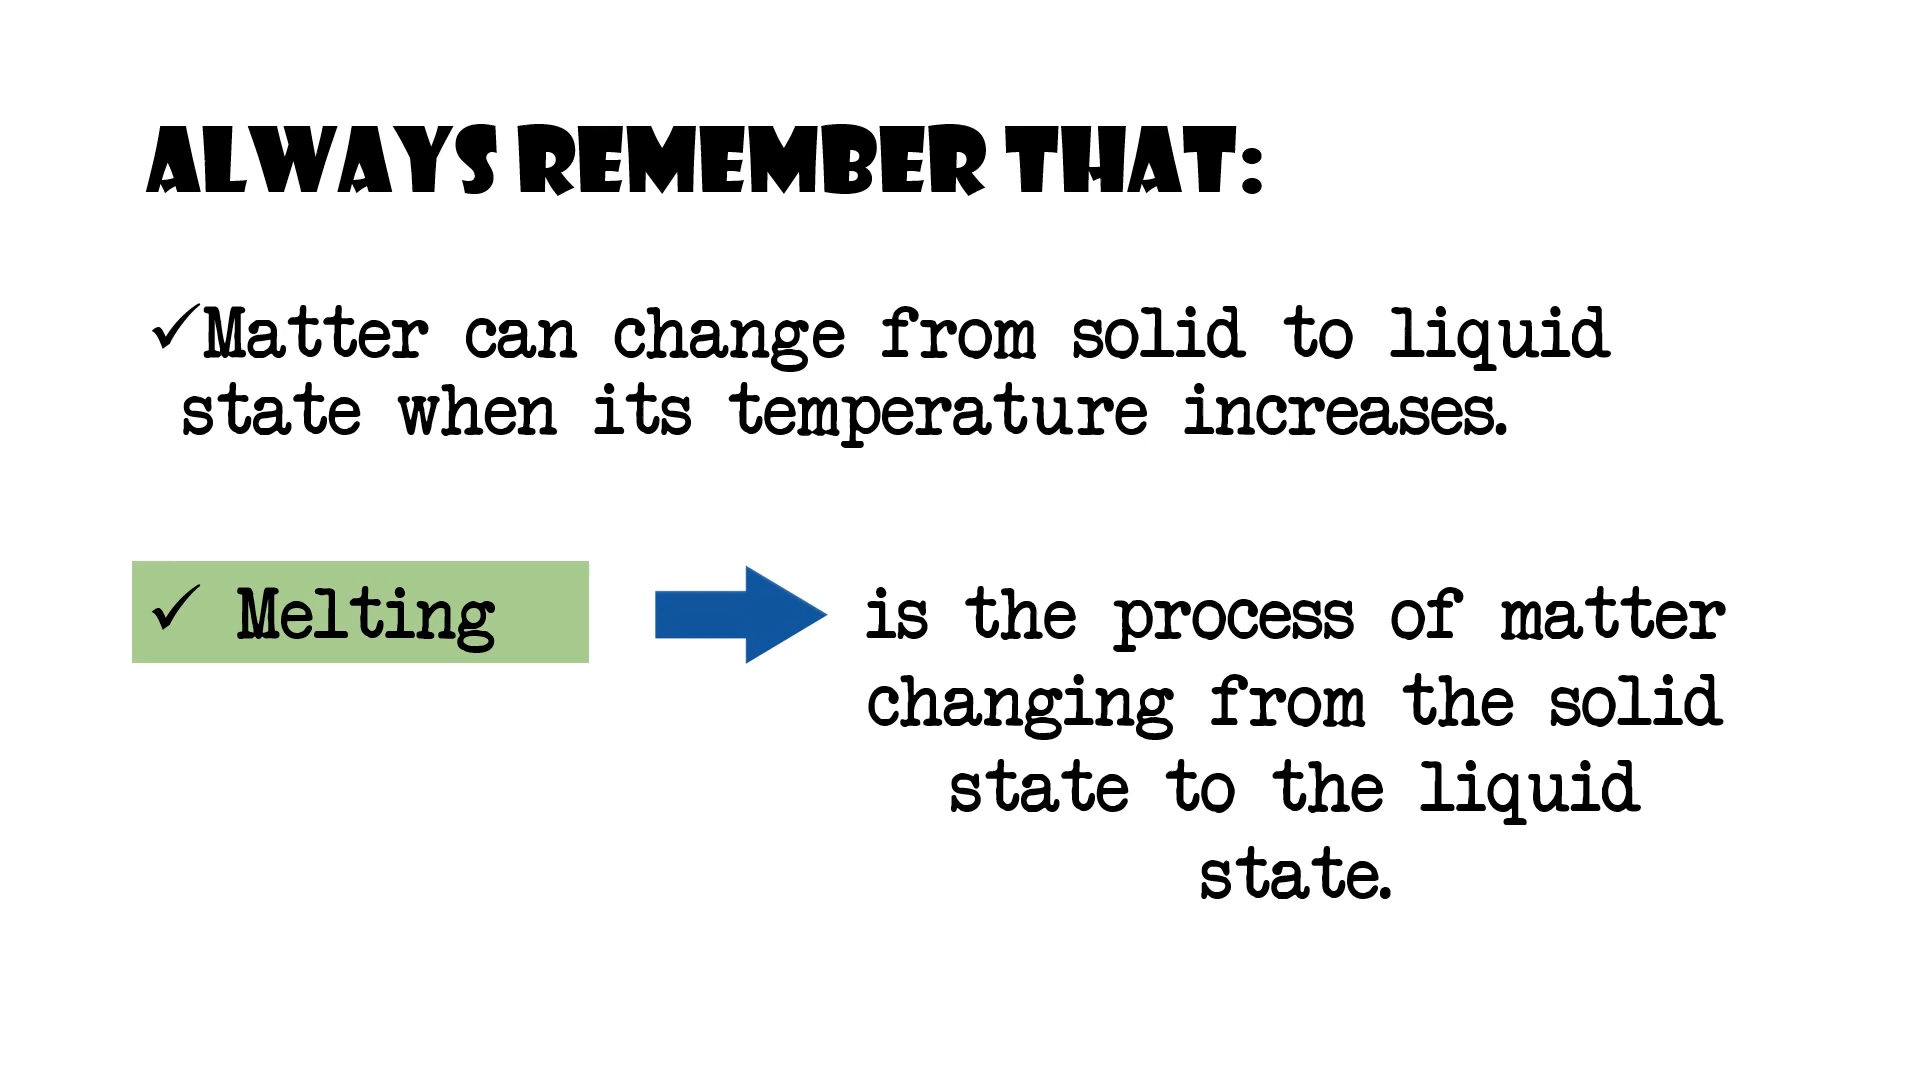 ALWAYS REMEMBER THAT:
✓Matter can change from solid to liquid
state when its temperature increases.
✓ Melting
is the process of matter
changing from the solid
state to the liquid
state.